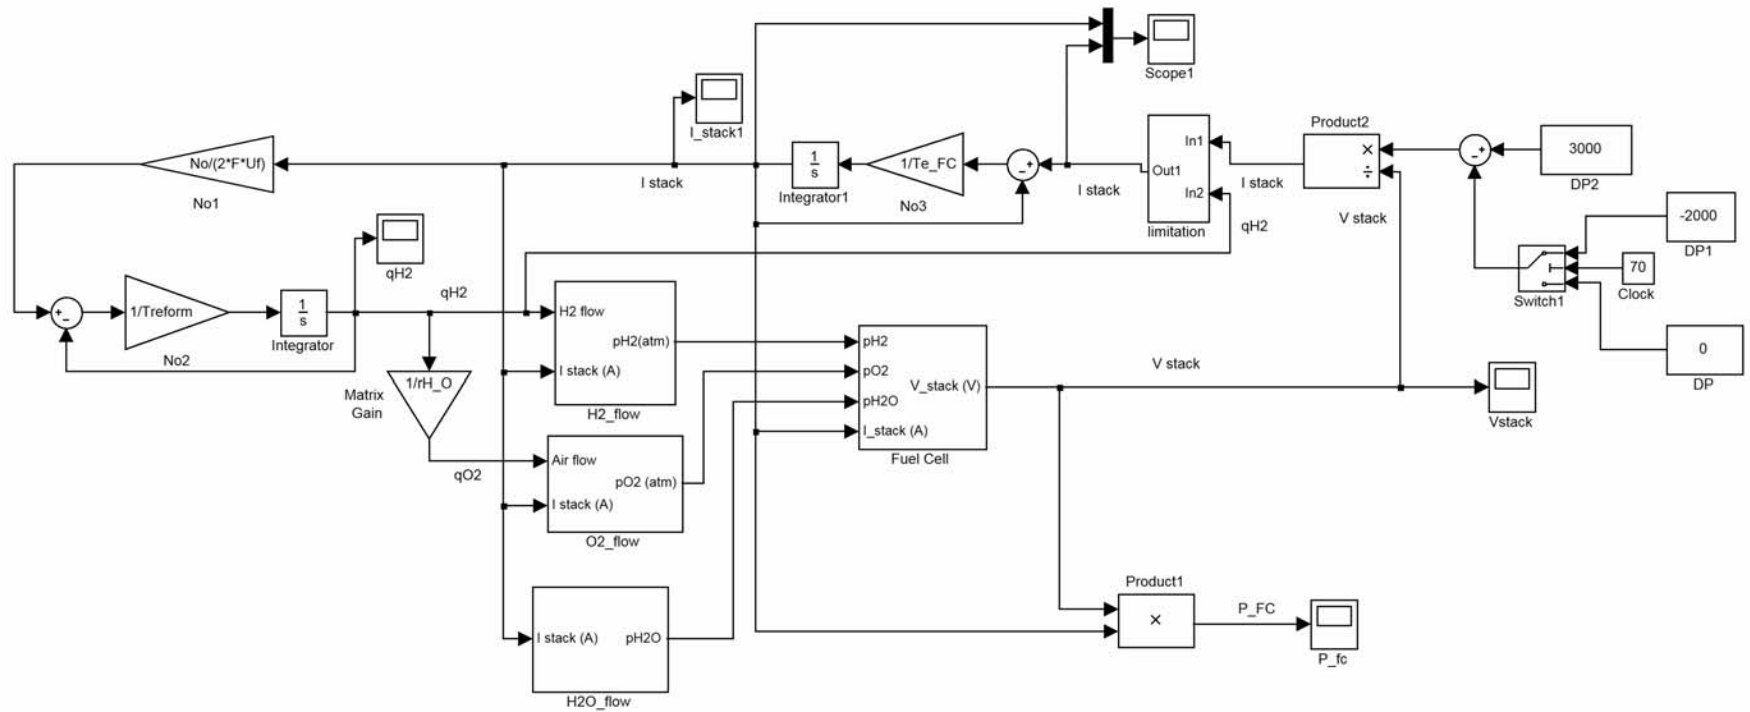 Scope1
I_stack1
No/(2*F*Uf)
No1
I stack
1
s
Integrator1
1/Te_FC
No3
+
−
I stack
In1
Out1
In2
limitation
I stack
qH2
Product2
×
÷
V stack
+
−
3000
DP2
-2000
DP1
70
Clock
Switch1
0
DP
qH2
qH2
+
−
1/Treform
No2
1
s
Integrator
1/rH_O
Matrix
Gain
qO2
H2 flow
pH2(atm)
I stack (A)
H2_flow
Air flow
pO2 (atm)
I stack (A)
O2_flow
I stack (A)
pH2O
H2O_flow
pH2
pO2
V_stack (V)
pH2O
I_stack (A)
Fuel Cell
V stack
Vstack
Product1
×
P_FC
P_fc